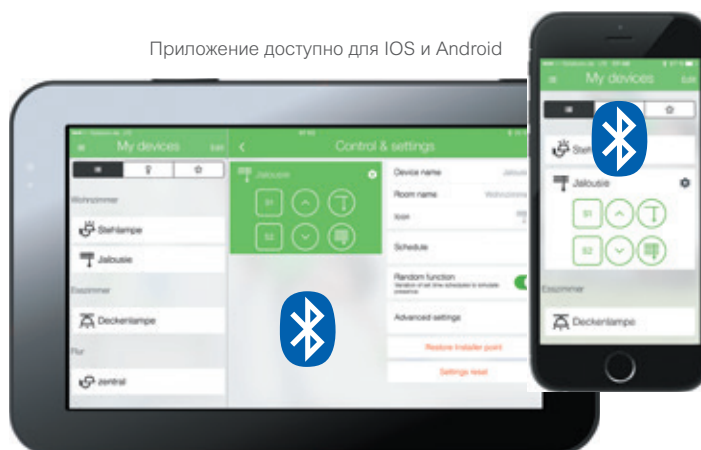 Приложение доступно для IOS и Android
My devices
Edit
Wohnzimmer
Stehlampe
Jalousie
Esszimmer
Deckenlampe
Flur
zentral
Control & settings
Jalousie
S1
S2
Device name
Room name
Icon
Schedule
Random function
Advanced settings
Restore Installer point
Settings reset
My devices
Edit
Jalousie
S1
S2
Esszimmer
Deckenlampe